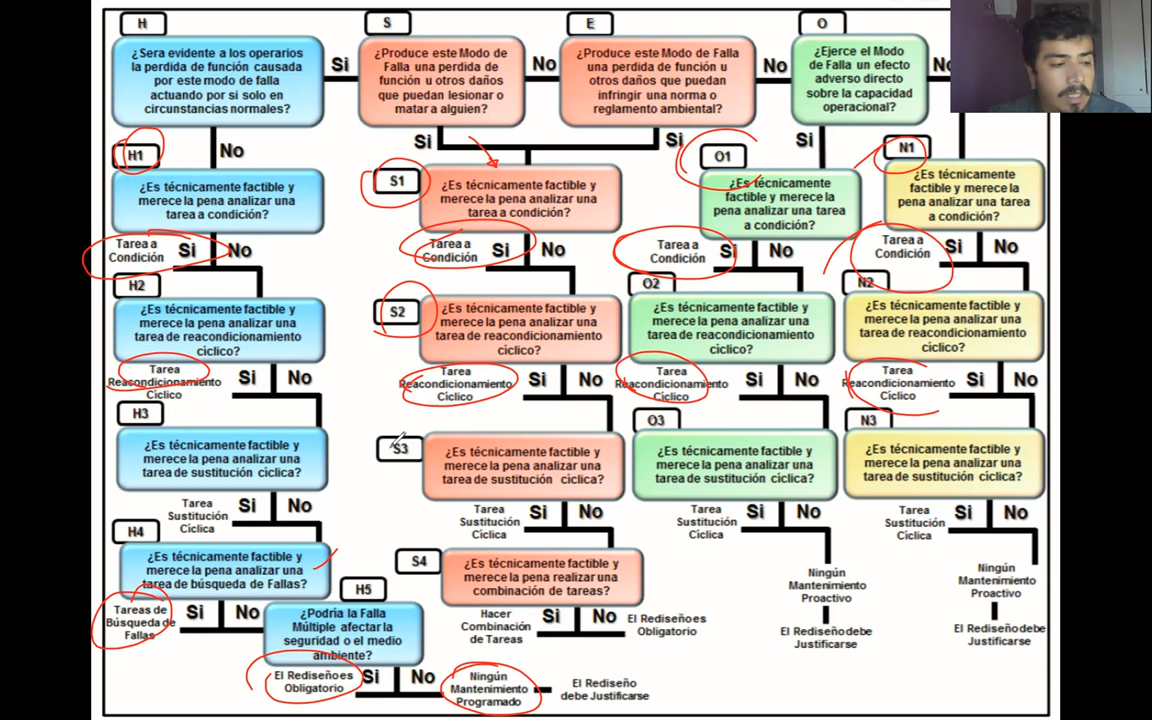 H
S
E
O
¿Sera evidente a los operarios
la perdida de función causada
por este modo de falla
actuando por si solo en
circunstancias normales?
Si
¿Produce este Modo de
Falla una perdida de
función u otros daños
que puedan lesionar o
matar a alguien?
No
¿Produce este Modo de Falla
una perdida de función u
otros daños que puedan
infringir una norma o
reglamento ambiental?
No
¿Ejerce el Modo
de Falla un efecto
adverso directo
sobre la capacidad
operacional?
No
No
Si
Si
Si
H1
¿Es técnicamente factible y
merece la pena analizar una
tarea a condición?
S1
¿Es técnicamente factible y
merece la pena analizar una
tarea a condición?
O1
¿Es técnicamente
factible y merece la
pena analizar una tarea
a condición?
N1
¿Es técnicamente
factible y merece la
pena analizar una tarea
a condición?
Tarea a
Condición
Si
No
Tarea a
Condición
Si
No
Tarea a
Condición
Si
No
Tarea a
Condición
Si
No
H2
¿Es técnicamente factible y
merece la pena analizar una
tarea de reacondicionamiento
cíclico?
S2
¿Es técnicamente factible y
merece la pena analizar una
tarea de reacondicionamiento
cíclico?
O2
¿Es técnicamente factible y
merece la pena analizar una
tarea de reacondicionamiento
cíclico?
N2
¿Es técnicamente factible y
merece la pena analizar una
tarea de reacondicionamiento
cíclico?
Tarea
Reacondicionamiento
Cíclico
Si
No
Tarea
Reacondicionamiento
Cíclico
Si
No
Tarea
Reacondicionamiento
Cíclico
Si
No
Tarea
Reacondicionamiento
Cíclico
Si
No
H3
¿Es técnicamente factible y
merece la pena analizar una
tarea de sustitución cíclica?
S3
¿Es técnicamente factible y
merece la pena analizar una
tarea de sustitución cíclica?
O3
¿Es técnicamente factible y
merece la pena analizar una
tarea de sustitución cíclica?
N3
¿Es técnicamente factible y
merece la pena analizar una
tarea de sustitución cíclica?
Tarea
Sustitución
Cíclica
Si
No
Tarea
Sustitución
Cíclica
Si
No
Tarea
Sustitución
Cíclica
Si
No
Tarea
Sustitución
Cíclica
Si
No
H4
¿Es técnicamente factible y
merece la pena analizar una
tarea de búsqueda de Fallas?
S4
¿Es técnicamente factible y
merece la pena realizar una
combinación de tareas?
Ningún
Mantenimiento
Proactivo
El Rediseño debe
Justificarse
Ningún
Mantenimiento
Proactivo
El Rediseño debe
Justificarse
Tareas de
Búsqueda de
Fallas
Si
No
H5
¿Podría la Falla
Múltiple afectar la
seguridad o el medio
ambiente?
Hacer
Combinación
de Tareas
Si
No
El Rediseño es
Obligatorio
El Rediseño es
Obligatorio
Si
No
Ningún
Mantenimiento
Programado
El Rediseño
debe Justificarse